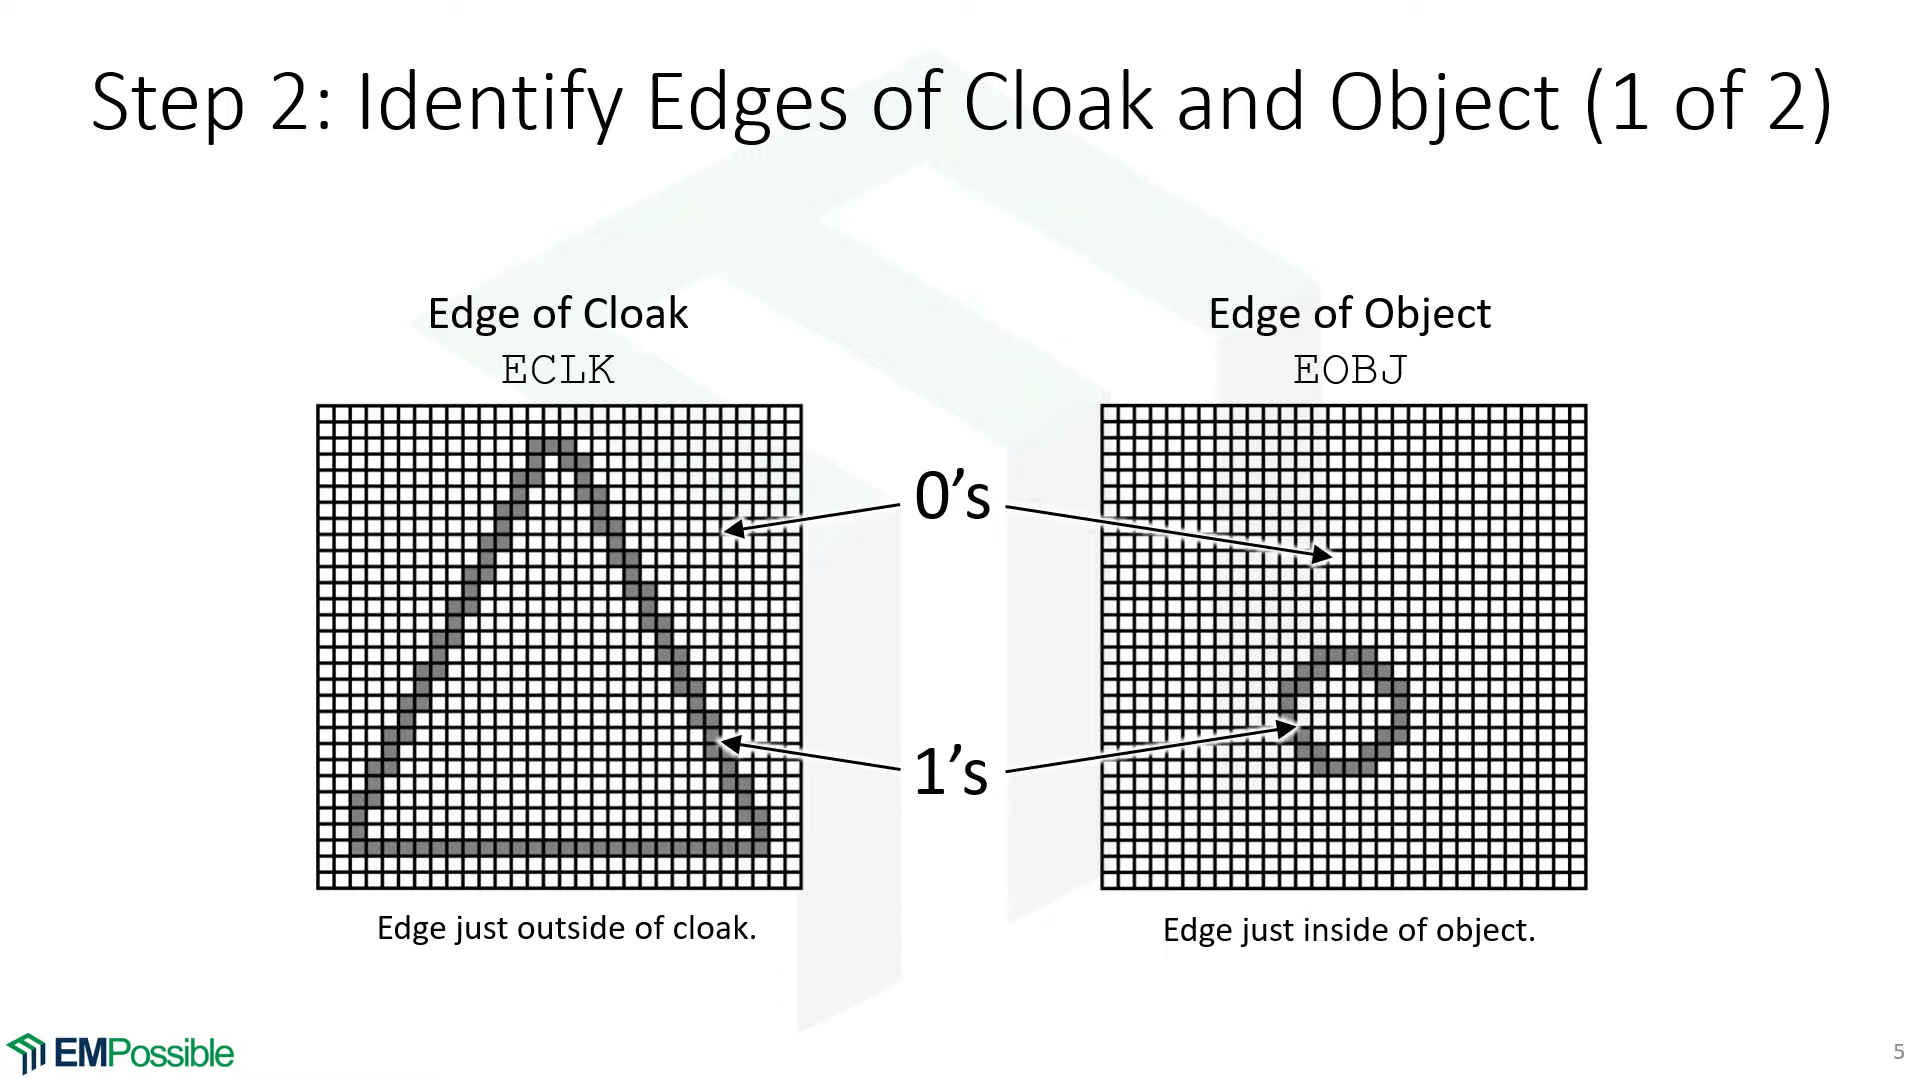 Step 2: Identify Edges of Cloak and Object (1 of 2)
Edge of Cloak
ECLK
Edge of Object
EOBJ
0’s
1’s
Edge just outside of cloak.
Edge just inside of object.
EMPossible
5